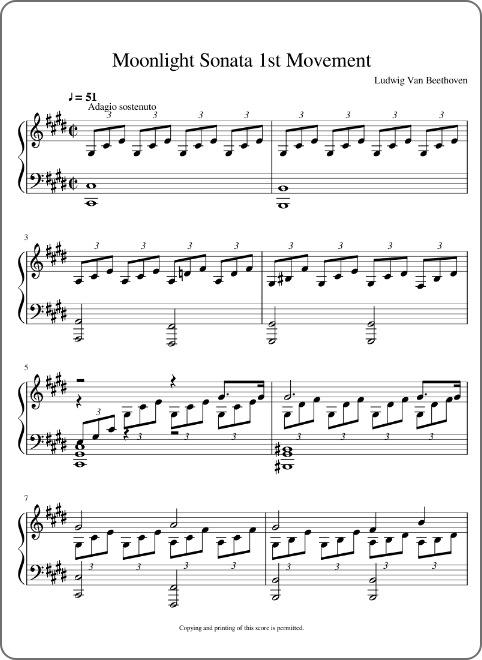 Moonlight Sonata 1st Movement
Ludwig Van Beethoven
♩ = 51
Adagio sostenuto
3 3 3 3 3 3 3 3
3
3 3 3 3 3 3 3 3
5
3 3 3 3 3 3 3 3
7
3 3 3 3 3 3 3 3
Copying and printing of this score is permitted.